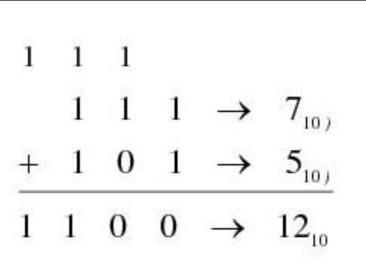 1 1 1
1 1 1 → 7₁₀₎
+ 1 0 1 → 5₁₀₎
1 1 0 0 → 12₁₀